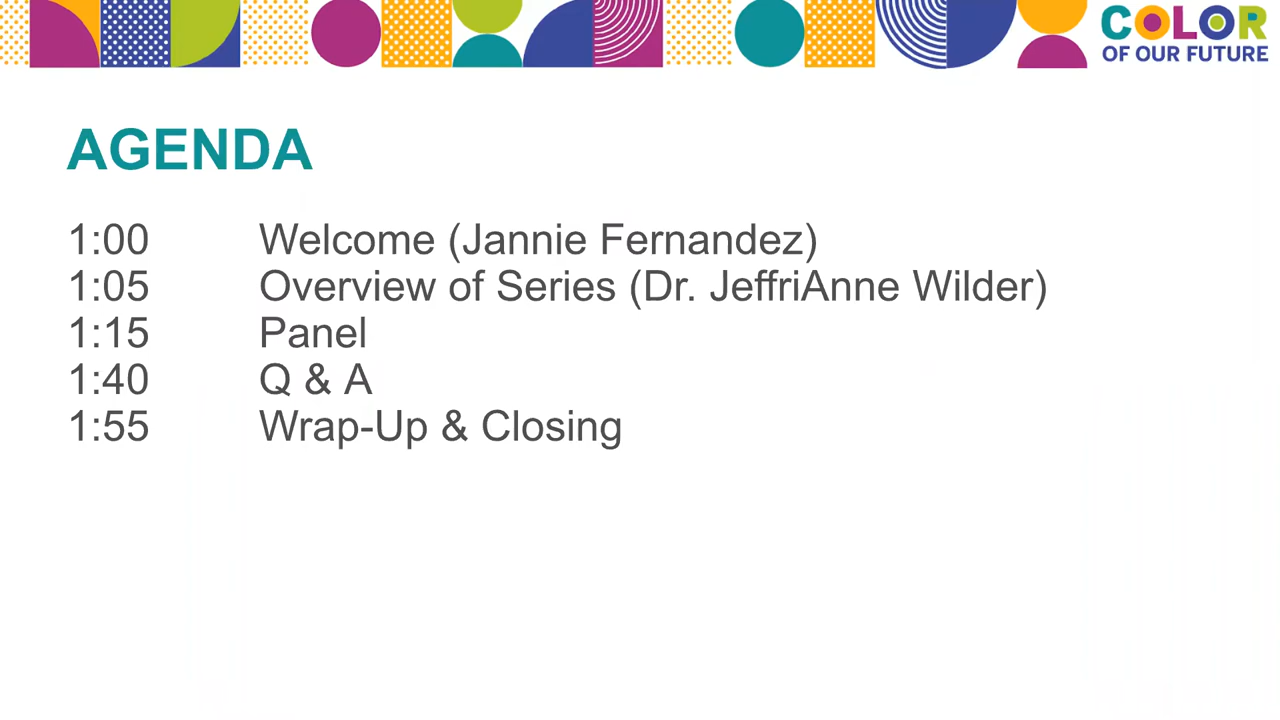 COLOR
OF OUR FUTURE
AGENDA
1:00 Welcome (Jannie Fernandez)
1:05 Overview of Series (Dr. JeffriAnne Wilder)
1:15 Panel
1:40 Q & A
1:55 Wrap-Up & Closing